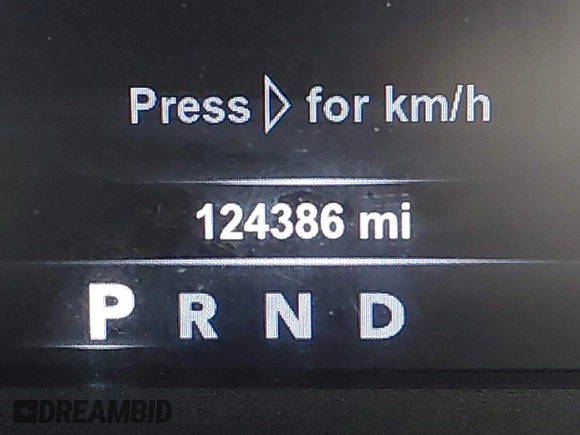 Press ▷ for km/h
124386 mi
P R N D
DREAMBID